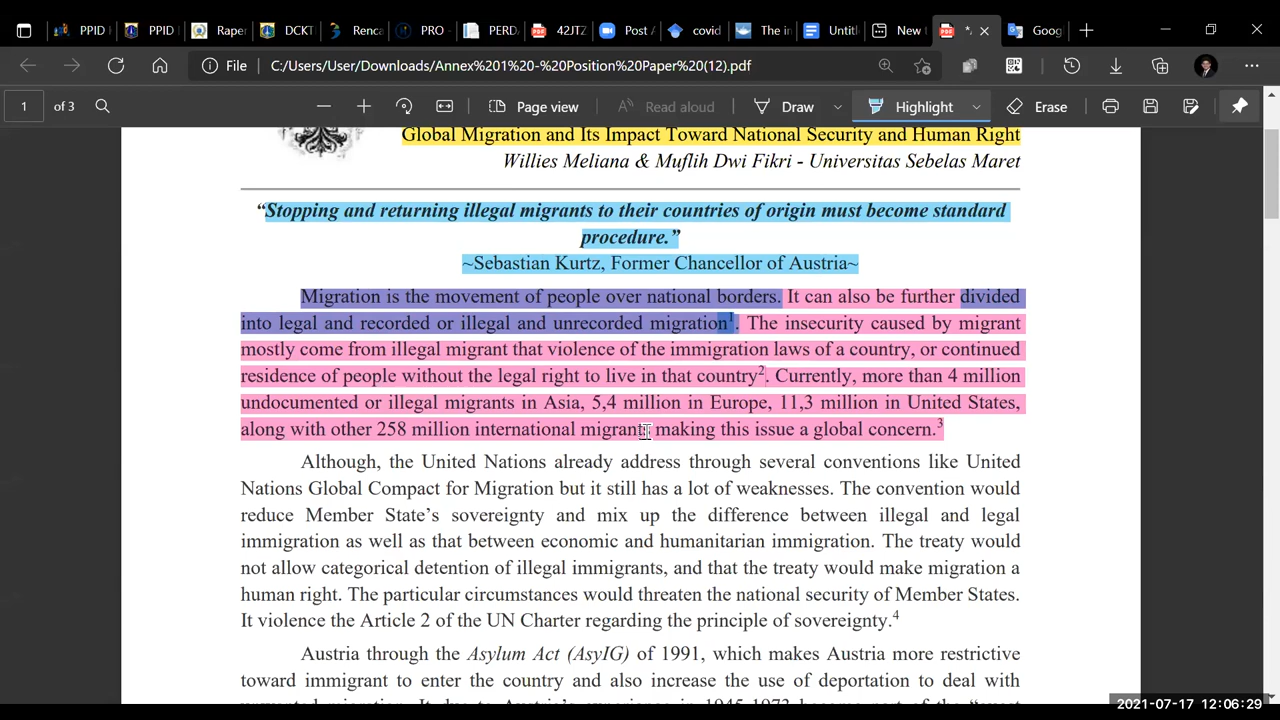 PPID
PPID
Raper
DCKT
Renca
PRO -
PERD
42JTZ
Post A
covid
The in
Untitl
New t
*.
Goog
File
C:/Users/User/Downloads/Annex%201%20-%20Position%20Paper%20(12).pdf
1
of 3
Page view
Read aloud
Draw
Highlight
Erase
Global Migration and Its Impact Toward National Security and Human Right
Willies Meliana & Muflih Dwi Fikri - Universitas Sebelas Maret
“Stopping and returning illegal migrants to their countries of origin must become standard
procedure.”
~Sebastian Kurtz, Former Chancellor of Austria~
Migration is the movement of people over national borders. It can also be further divided
into legal and recorded or illegal and unrecorded migration¹. The insecurity caused by migrant
mostly come from illegal migrant that violence of the immigration laws of a country, or continued
residence of people without the legal right to live in that country². Currently, more than 4 million
undocumented or illegal migrants in Asia, 5,4 million in Europe, 11,3 million in United States,
along with other 258 million international migrants making this issue a global concern.³
Although, the United Nations already address through several conventions like United
Nations Global Compact for Migration but it still has a lot of weaknesses. The convention would
reduce Member State’s sovereignty and mix up the difference between illegal and legal
immigration as well as that between economic and humanitarian immigration. The treaty would
not allow categorical detention of illegal immigrants, and that the treaty would make migration a
human right. The particular circumstances would threaten the national security of Member States.
It violence the Article 2 of the UN Charter regarding the principle of sovereignty.⁴
Austria through the Asylum Act (AsyIG) of 1991, which makes Austria more restrictive
toward immigrant to enter the country and also increase the use of deportation to deal with
2021-07-17 12:06:29